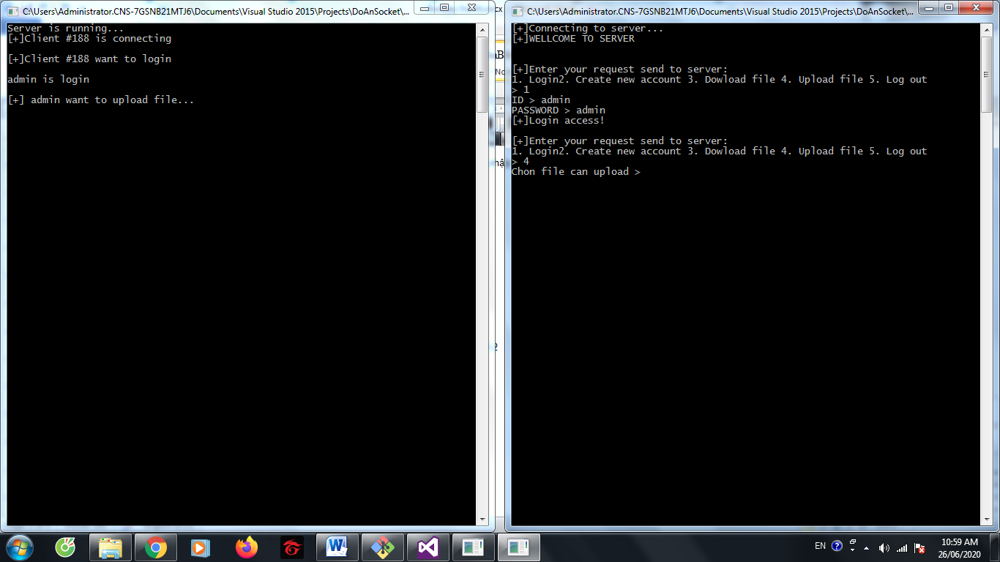 C:\Users\Administrator.CNS-7GSNB21MTJ6\Documents\Visual Studio 2015\Projects\DoAnSocket\...
Server is running...
[+]Client #188 is connecting
[+]Client #188 want to login
admin is login
[+] admin want to upload file...
C:\Users\Administrator.CNS-7GSNB21MTJ6\Documents\Visual Studio 2015\Projects\DoAnSocket\...
[+]Connecting to server...
[+]WELLCOME TO SERVER
[+]Enter your request send to server:
1. Login2. Create new account 3. Dowload file 4. Upload file 5. Log out
> 1
ID > admin
PASSWORD > admin
[+]Login access!
[+]Enter your request send to server:
1. Login2. Create new account 3. Dowload file 4. Upload file 5. Log out
> 4
Chon file can upload >
EN
10:59 AM
26/06/2020